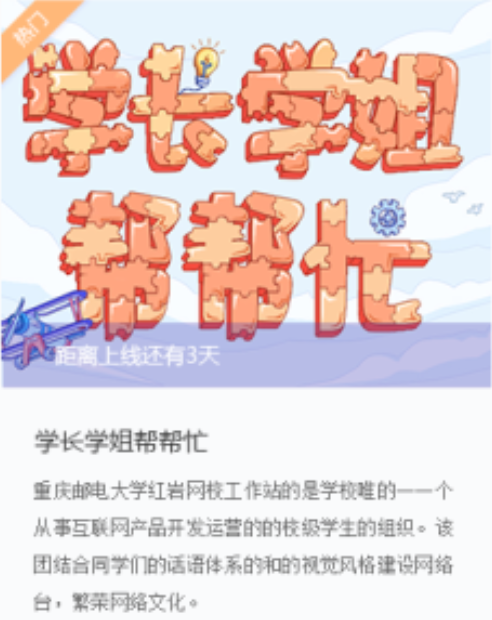 热门
学长学姐
帮帮忙
距离上线还有3天
学长学姐帮帮忙
重庆邮电大学红岩网校工作站的是学校唯的一一个
从事互联网产品开发运营的的校级学生的组织。该
团结合同学们的话语体系的和的视觉风格建设网络
台，繁荣网络文化。